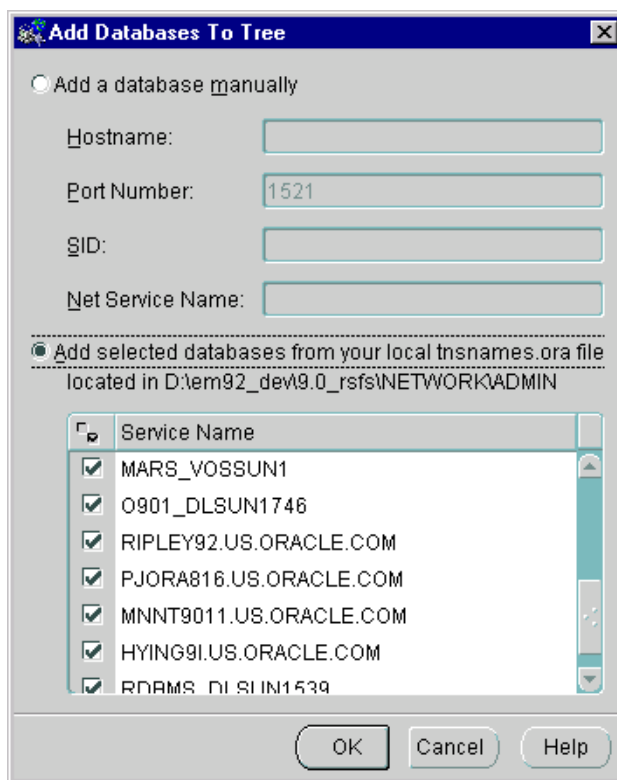 Add Databases To Tree
Add a database manually
Hostname:
Port Number: 1521
SID:
Net Service Name:
Add selected databases from your local tnsnames.ora file
located in D:\em92_dev\9.0_rsfs\NETWORK\ADMIN
Service Name
MARS_VOSSUN1
O901_DLSUN1746
RIPLEY92.US.ORACLE.COM
PJORA816.US.ORACLE.COM
MNNT9011.US.ORACLE.COM
HYING9I.US.ORACLE.COM
RDBMS_DLSUN1539
OK Cancel Help